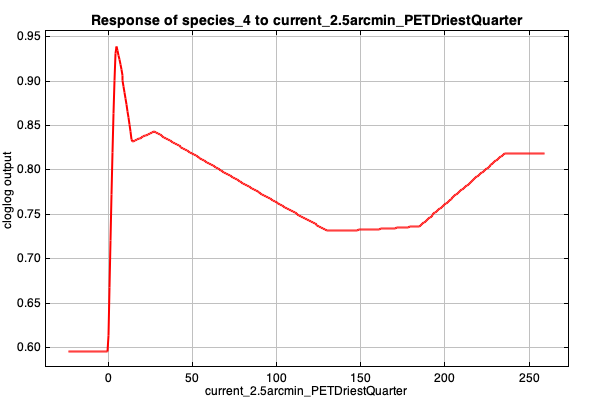 Response of species_4 to current_2.5arcmin_PETDriestQuarter
cloglog output
0.95
0.90
0.85
0.80
0.75
0.70
0.65
0.60
0 50 100 150 200 250
current_2.5arcmin_PETDriestQuarter